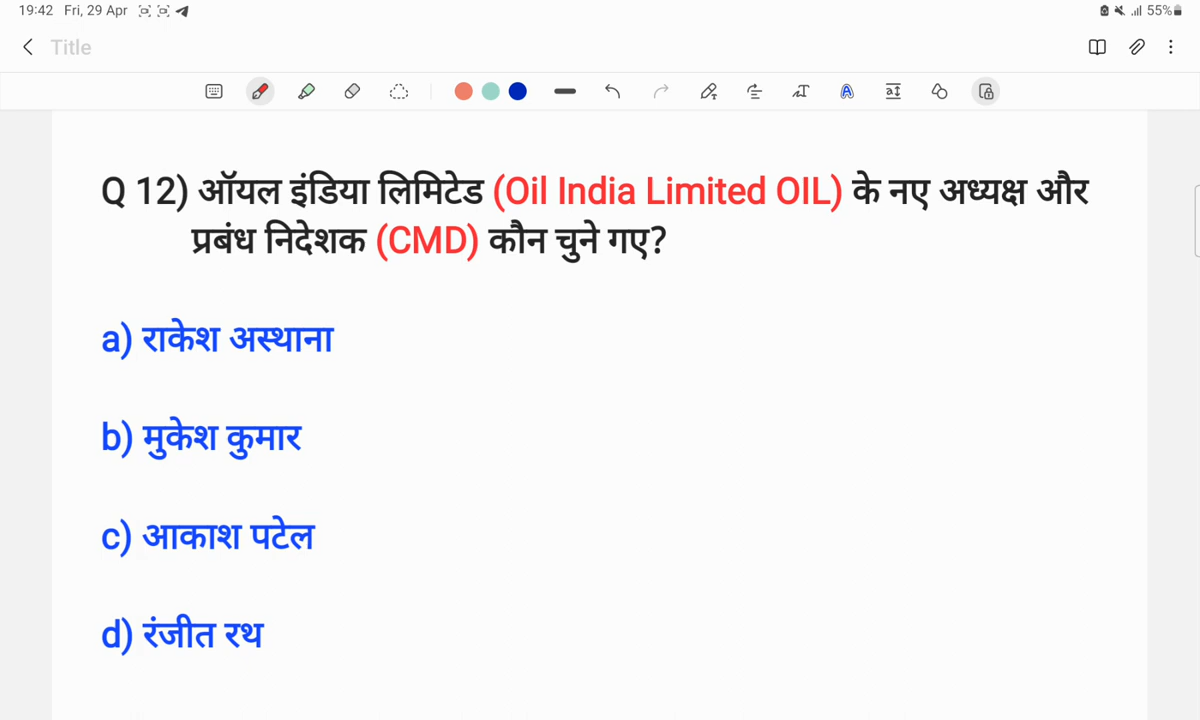 19:42 Fri, 29 Apr 55%
Title
Q 12) ऑयल इंडिया लिमिटेड (Oil India Limited OIL) के नए अध्यक्ष और
प्रबंध निदेशक (CMD) कौन चुने गए?
a) राकेश अस्थाना
b) मुकेश कुमार
c) आकाश पटेल
d) रंजीत रथ